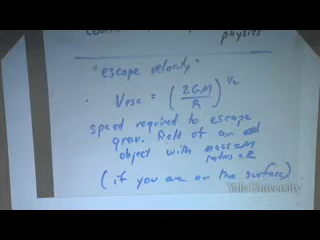 physics
"escape velocity"
Vesc = (2GM/R)^1/2
speed required to escape
grav. field of an
object with mass=M
radius=R
(if you are on the surface)
Yale University